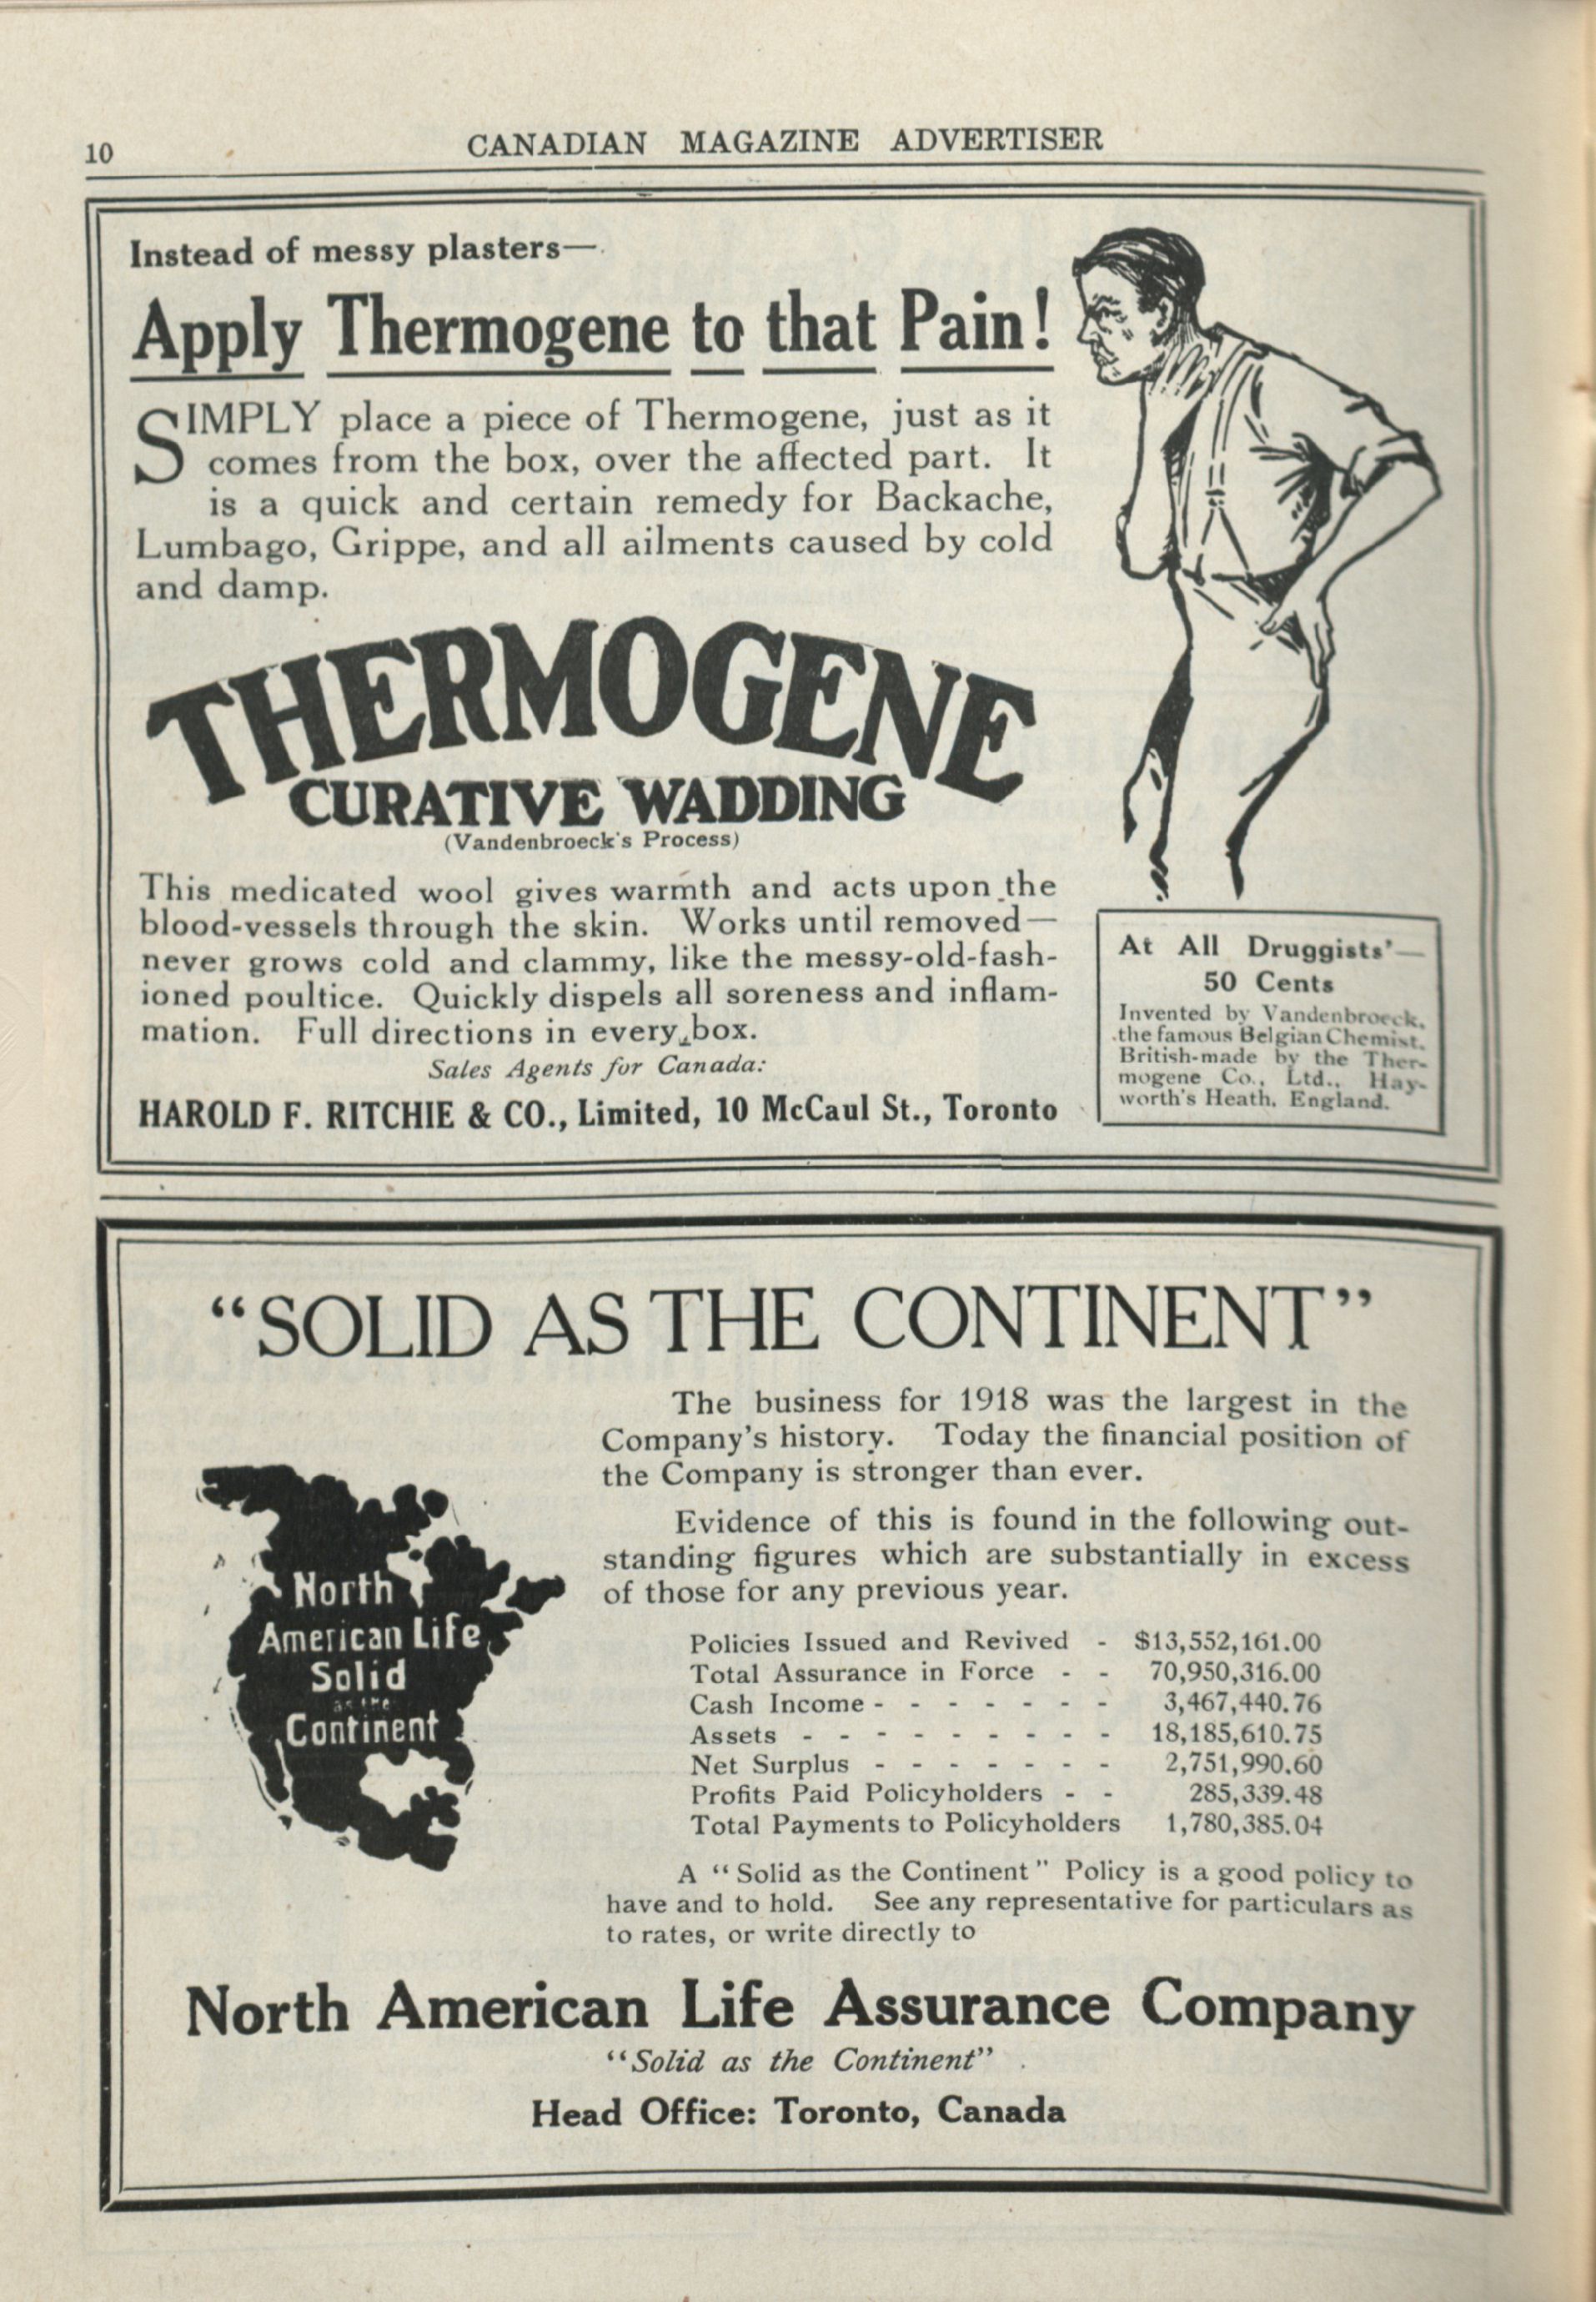 10
CANADIAN MAGAZINE ADVERTISER
Instead of messy plasters—
Apply Thermogene to that Pain!
SIMPLY place a piece of Thermogene, just as it
comes from the box, over the affected part. It
is a quick and certain remedy for Backache,
Lumbago, Grippe, and all ailments caused by cold
and damp.
THERMOGENE
CURATIVE WADDING
(Vandenbroeck's Process)
This medicated wool gives warmth and acts upon the
blood-vessels through the skin. Works until removed—
never grows cold and clammy, like the messy-old-fash-
ioned poultice. Quickly dispels all soreness and inflam-
mation. Full directions in every box.
Sales Agents for Canada:
HAROLD F. RITCHIE & CO., Limited, 10 McCaul St., Toronto
At All Druggists'—
50 Cents
Invented by Vandenbroeck,
the famous Belgian Chemist.
British-made by the Ther-
mogene Co., Ltd., Hay-
worth's Heath, England.
"SOLID AS THE CONTINENT"
The business for 1918 was the largest in the
Company's history. Today the financial position of
the Company is stronger than ever.
Evidence of this is found in the following out-
standing figures which are substantially in excess
of those for any previous year.
Policies Issued and Revived - $13,552,161.00
Total Assurance in Force - - 70,950,316.00
Cash Income - - - - - - - 3,467,440.76
Assets - - - - - - - - - 18,185,610.75
Net Surplus - - - - - - - 2,751,990.60
Profits Paid Policyholders - - 285,339.48
Total Payments to Policyholders 1,780,385.04
A "Solid as the Continent" Policy is a good policy to
have and to hold. See any representative for particulars as
to rates, or write directly to
North
American Life
Solid
as the
Continent
North American Life Assurance Company
"Solid as the Continent"
Head Office: Toronto, Canada